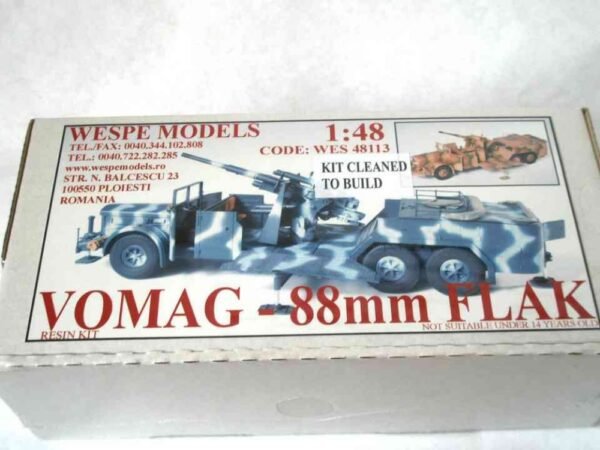 WESPE MODELS
TEL./FAX: 0040,344.102.808
TEL.: 0040,722.282.285
www.wespemodels.ro
STR. N. BALCESCU 23
100550 PLOIESTI
ROMANIA
1:48
CODE: WES 48113
KIT CLEANED
TO BUILD
VOMAG - 88mm FLAK
RESIN KIT
NOT SUITABLE UNDER 14 YEARS OLD